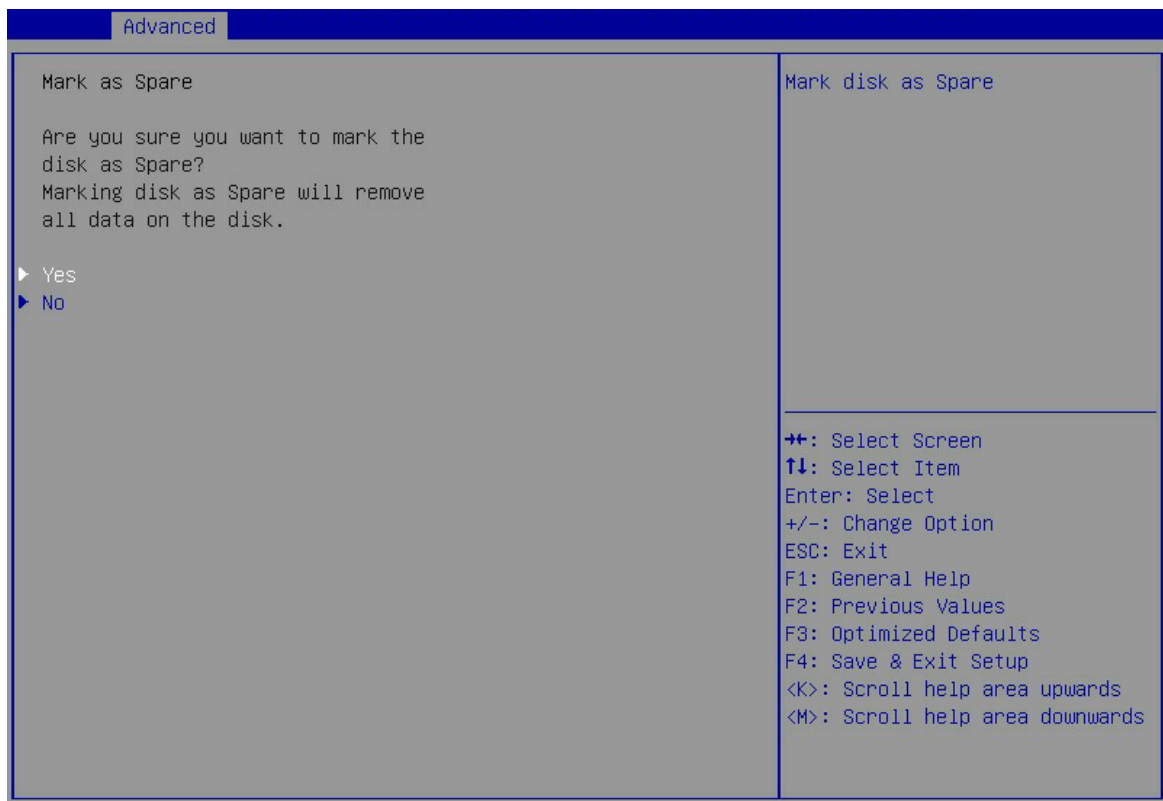 Advanced
Mark as Spare
Are you sure you want to mark the
disk as Spare?
Marking disk as Spare will remove
all data on the disk.
Yes
No
Mark disk as Spare
→←: Select Screen
↑↓: Select Item
Enter: Select
+/-: Change Option
ESC: Exit
F1: General Help
F2: Previous Values
F3: Optimized Defaults
F4: Save & Exit Setup
<K>: Scroll help area upwards
<M>: Scroll help area downwards